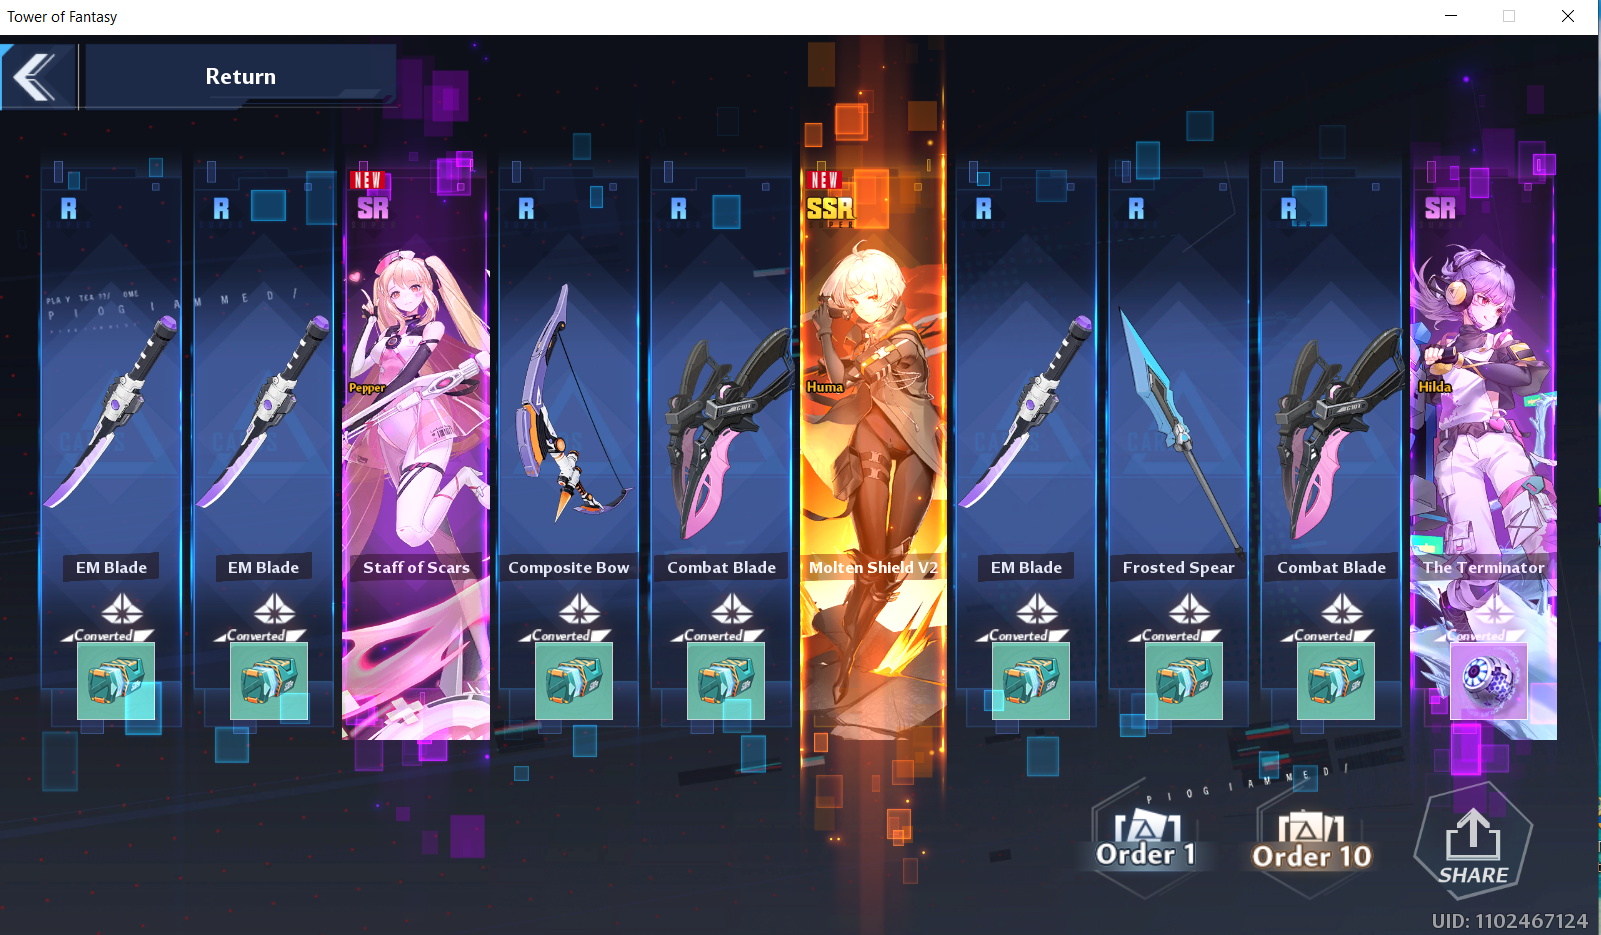 Tower of Fantasy
Return
R
R
NEW
SR
R
R
NEW
SSR
R
R
R
SR
Pepper
Huma
Hilda
EM Blade
EM Blade
Staff of Scars
Composite Bow
Combat Blade
Molten Shield V2
EM Blade
Frosted Spear
Combat Blade
The Terminator
Converted
Converted
Converted
Converted
Converted
Converted
Converted
Converted
Order 1
Order 10
SHARE
UID: 1102467124